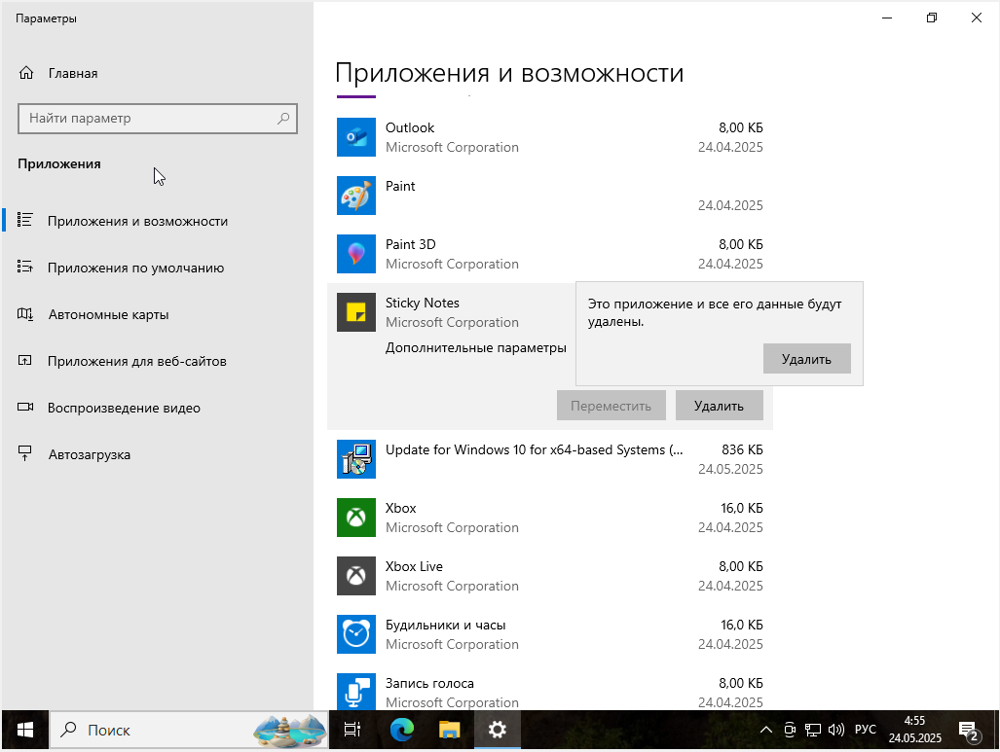 Параметры
Главная
Найти параметр
Приложения
Приложения и возможности
Приложения по умолчанию
Автономные карты
Приложения для веб-сайтов
Воспроизведение видео
Автозагрузка
Приложения и возможности
Outlook 8,00 КБ
Microsoft Corporation 24.04.2025
Paint
24.04.2025
Paint 3D 8,00 КБ
Microsoft Corporation 24.04.2025
Sticky Notes
Microsoft Corporation
Дополнительные параметры
Это приложение и все его данные будут
удалены.
Удалить
Переместить Удалить
Update for Windows 10 for x64-based Systems (... 836 КБ
24.05.2025
Xbox 16,0 КБ
Microsoft Corporation 24.04.2025
Xbox Live 8,00 КБ
Microsoft Corporation 24.04.2025
Будильники и часы 16,0 КБ
Microsoft Corporation 24.04.2025
Запись голоса 8,00 КБ
Microsoft Corporation 24.04.2025
Поиск
РУС
4:55
24.05.2025
2